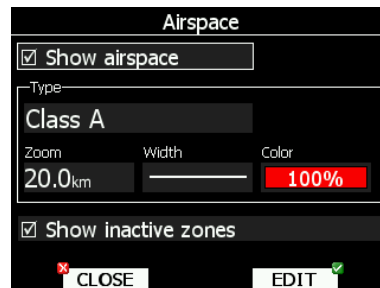 Airspace
Show airspace
Type
Class A
Zoom Width Color
20.0km 100%
Show inactive zones
CLOSE EDIT